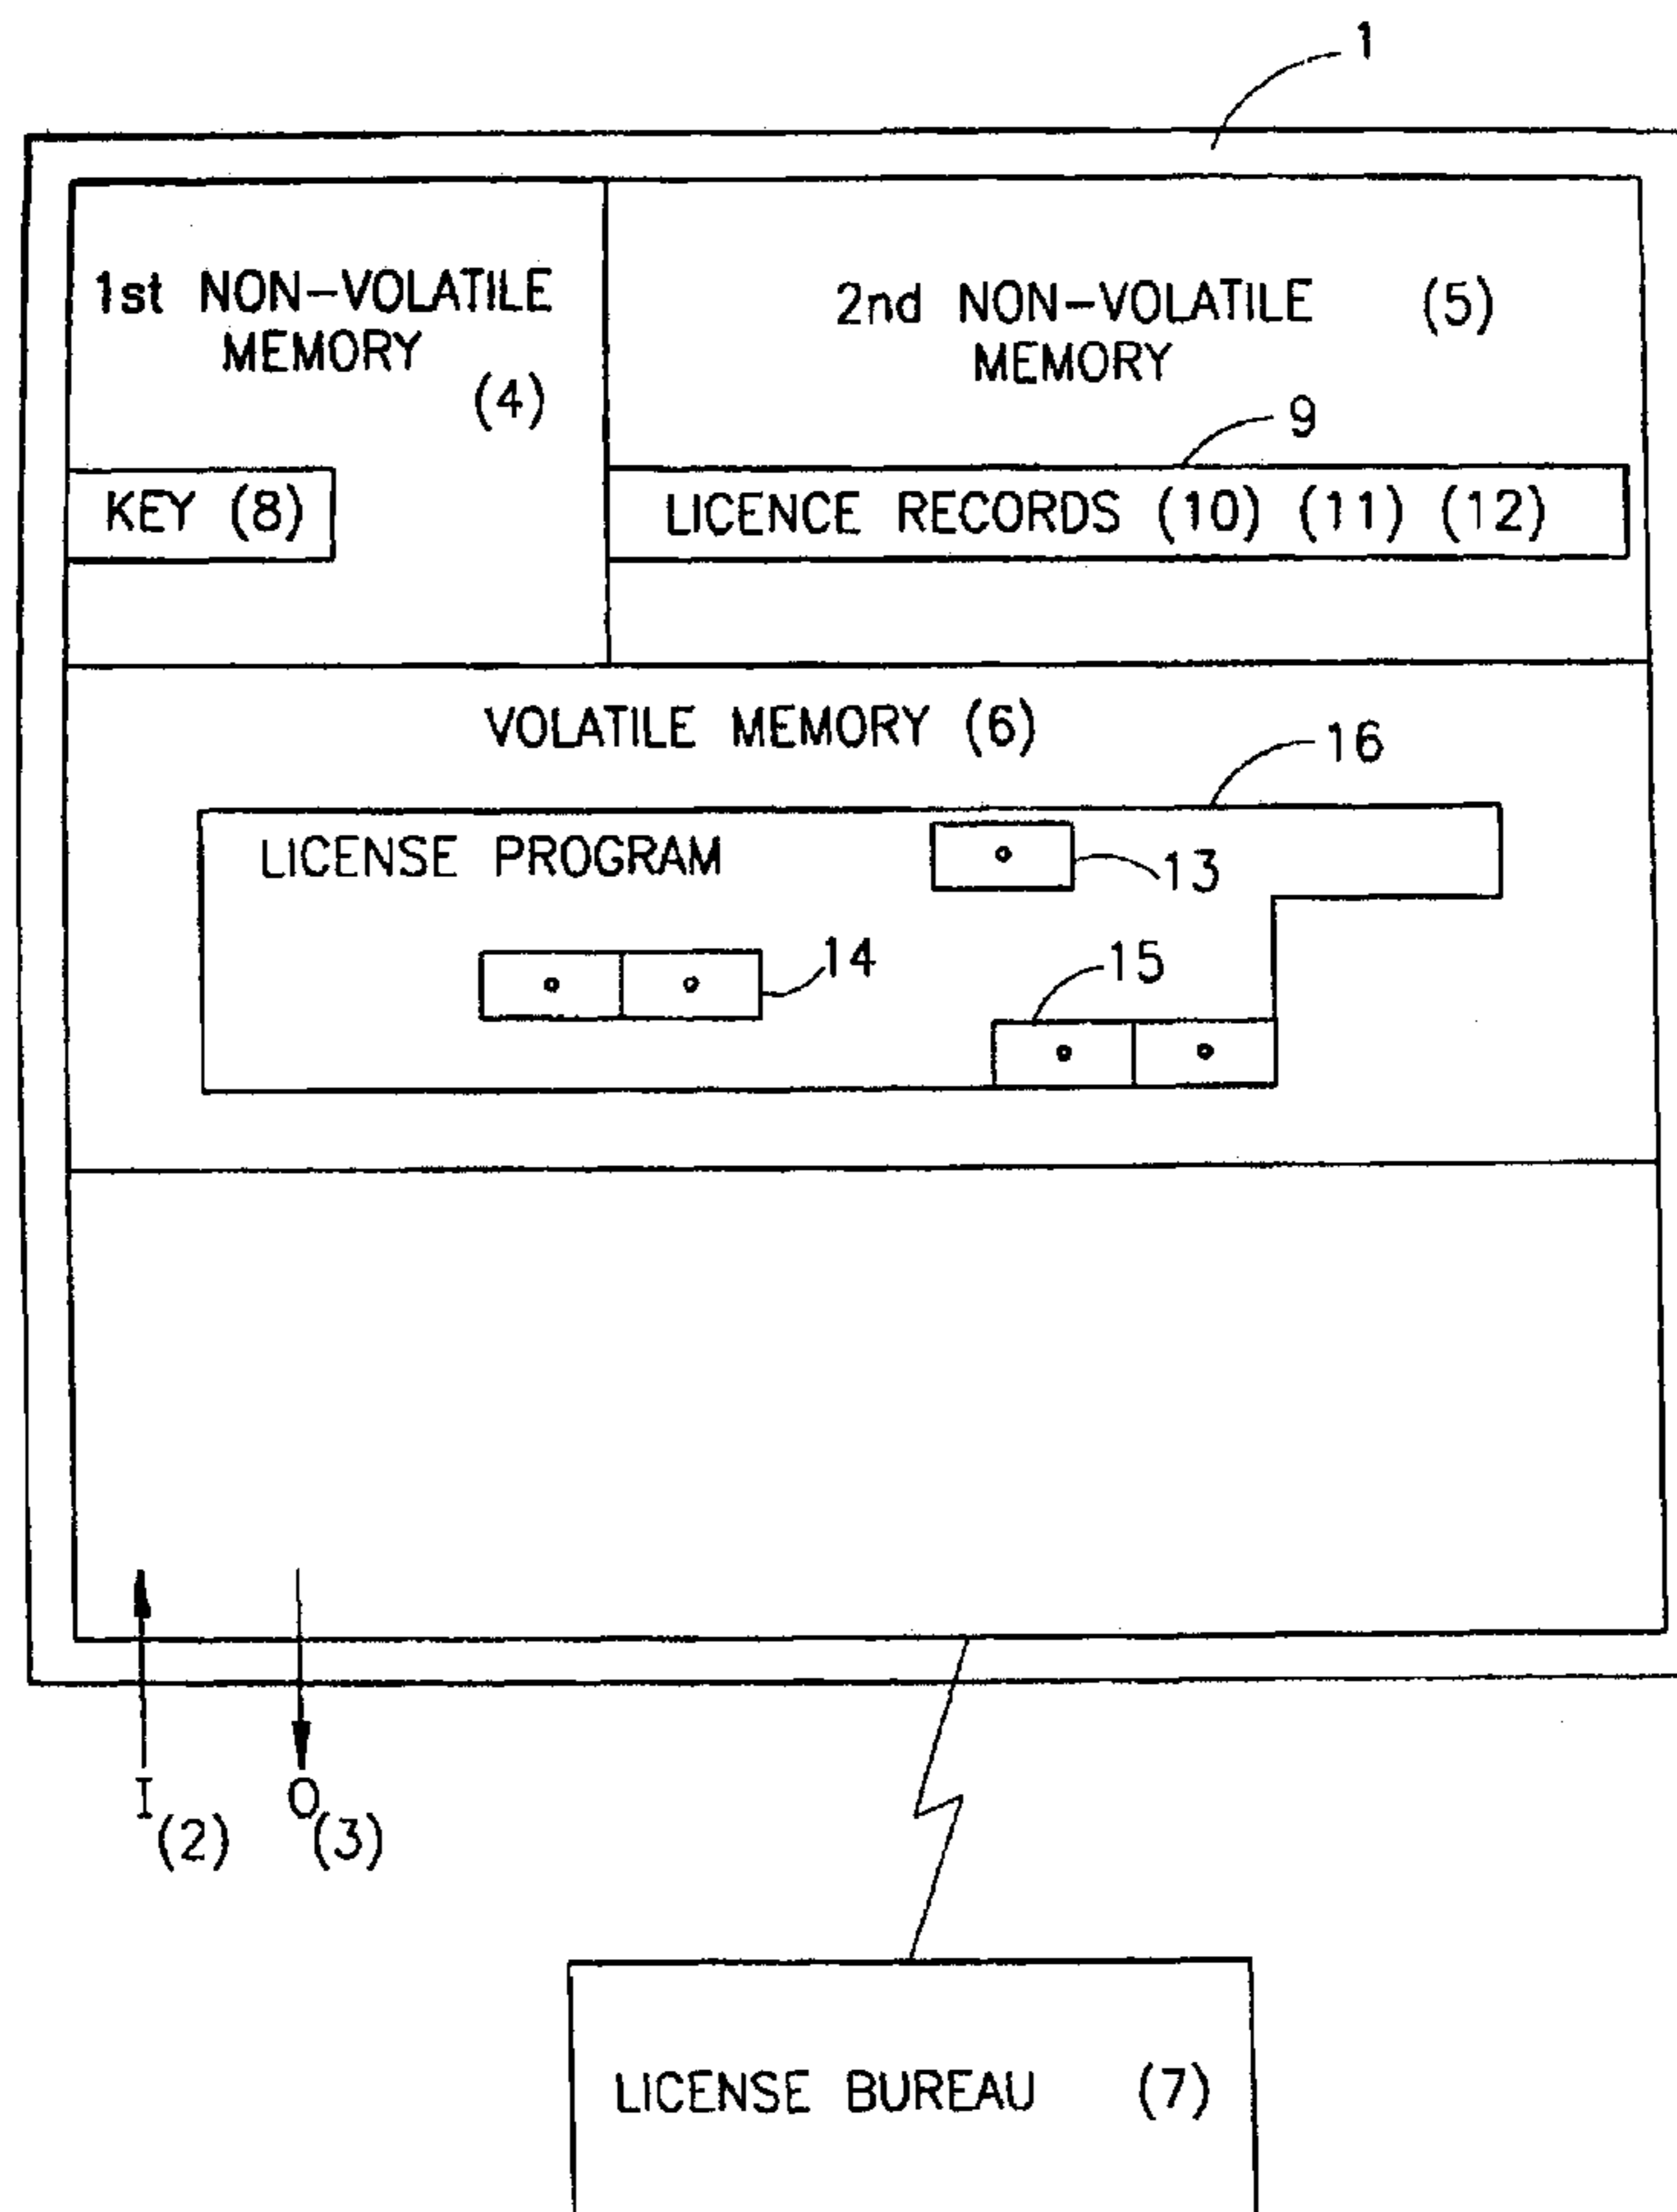 1
1st NON-VOLATILE
MEMORY
(4)
2nd NON-VOLATILE (5)
MEMORY
9
KEY (8)
LICENCE RECORDS (10) (11) (12)
VOLATILE MEMORY (6)
16
LICENSE PROGRAM
13
14
15
I
(2)
O
(3)
LICENSE BUREAU (7)